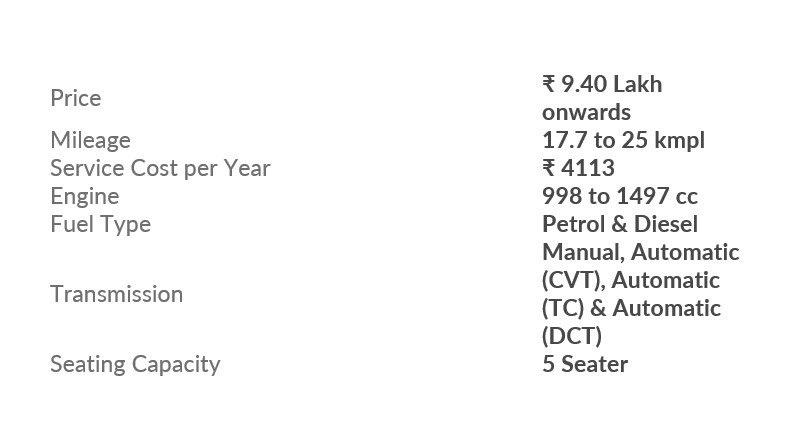 Price ₹ 9.40 Lakh
onwards
Mileage 17.7 to 25 kmpl
Service Cost per Year ₹ 4113
Engine 998 to 1497 cc
Fuel Type Petrol & Diesel
Transmission Manual, Automatic
(CVT), Automatic
(TC) & Automatic
(DCT)
Seating Capacity 5 Seater